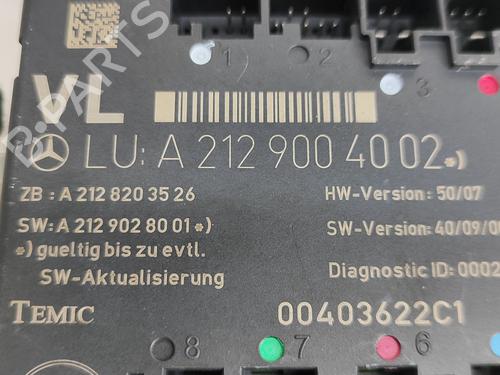 1 2 3
VL
LU: A 212 900 40 02 *)
ZB : A 212 820 35 26 HW-Version: 50/07
SW: A 212 902 80 01 *) SW-Version: 40/09/0
*) gueltig bis zu evtl.
SW-Aktualisierung Diagnostic ID: 0002
TEMIC 00403622C1
8 7 6
B-PARTS